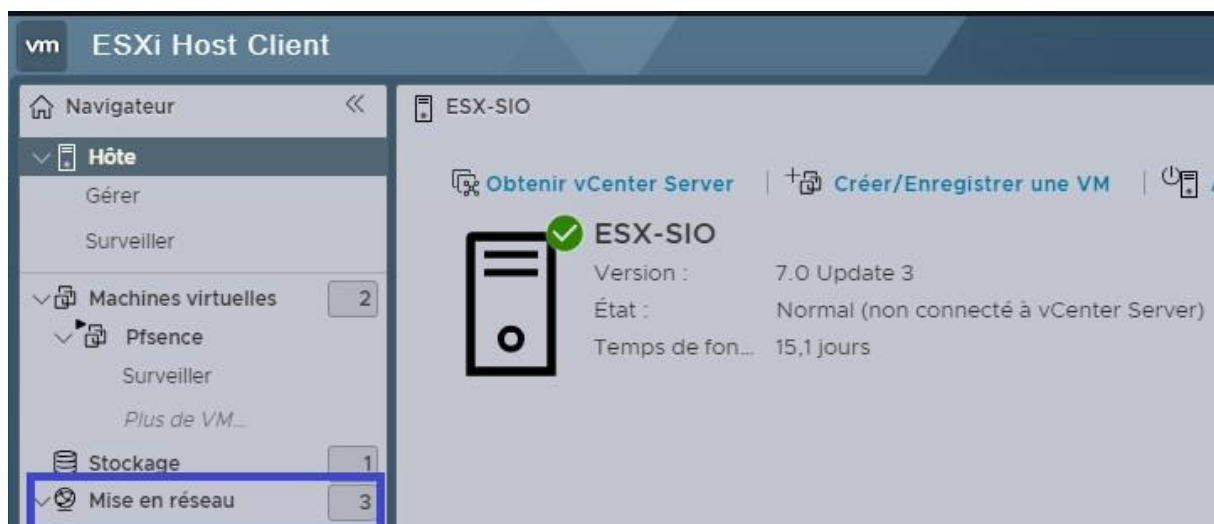 vm ESXi Host Client
Navigateur
ESX-SIO
Hôte
Gérer
Obtenir vCenter Server
Créer/Enregistrer une VM
Surveiller
ESX-SIO
Version : 7.0 Update 3
Machines virtuelles 2
État : Normal (non connecté à vCenter Server)
Pfsence
Temps de fon... 15,1 jours
Surveiller
Plus de VM...
Stockage 1
Mise en réseau 3